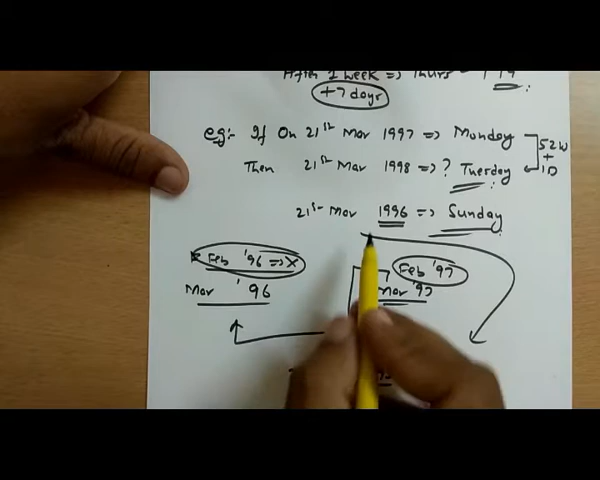 After 1 week => Thurs
+7 days
eg:- If On 21st Mar 1997 => Monday
52W
+
1D
Then 21st Mar 1998 => ? Tuesday
21st Mar 1996 => Sunday
Feb '96 => X
Feb '97
Mar '96
Mar '97